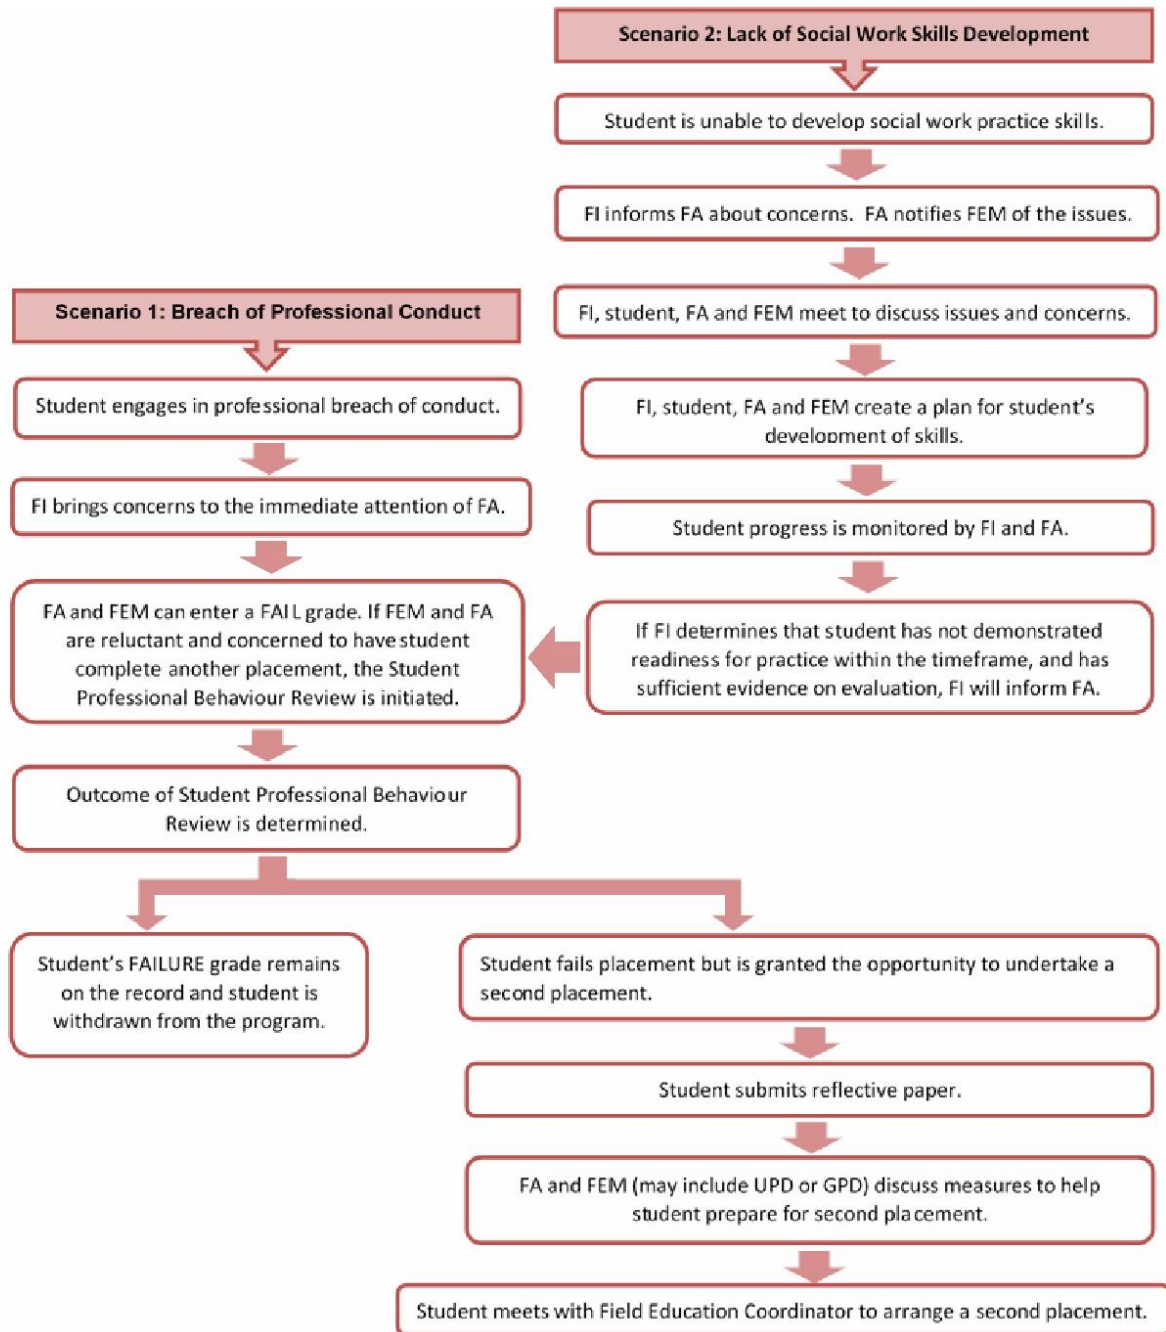 Scenario 2: Lack of Social Work Skills Development
Student is unable to develop social work practice skills.
FI informs FA about concerns.  FA notifies FEM of the issues.
FI, student, FA and FEM meet to discuss issues and concerns.
FI, student, FA and FEM create a plan for student’s
development of skills.
Student progress is monitored by FI and FA.
If FI determines that student has not demonstrated
readiness for practice within the timeframe, and has
sufficient evidence on evaluation, FI will inform FA.
Scenario 1: Breach of Professional Conduct
Student engages in professional breach of conduct.
FI brings concerns to the immediate attention of FA.
FA and FEM can enter a FAIL grade. If FEM and FA
are reluctant and concerned to have student
complete another placement, the Student
Professional Behaviour Review is initiated.
Outcome of Student Professional Behaviour
Review is determined.
Student’s FAILURE grade remains
on the record and student is
withdrawn from the program.
Student fails placement but is granted the opportunity to undertake a
second placement.
Student submits reflective paper.
FA and FEM (may include UPD or GPD) discuss measures to help
student prepare for second placement.
Student meets with Field Education Coordinator to arrange a second placement.